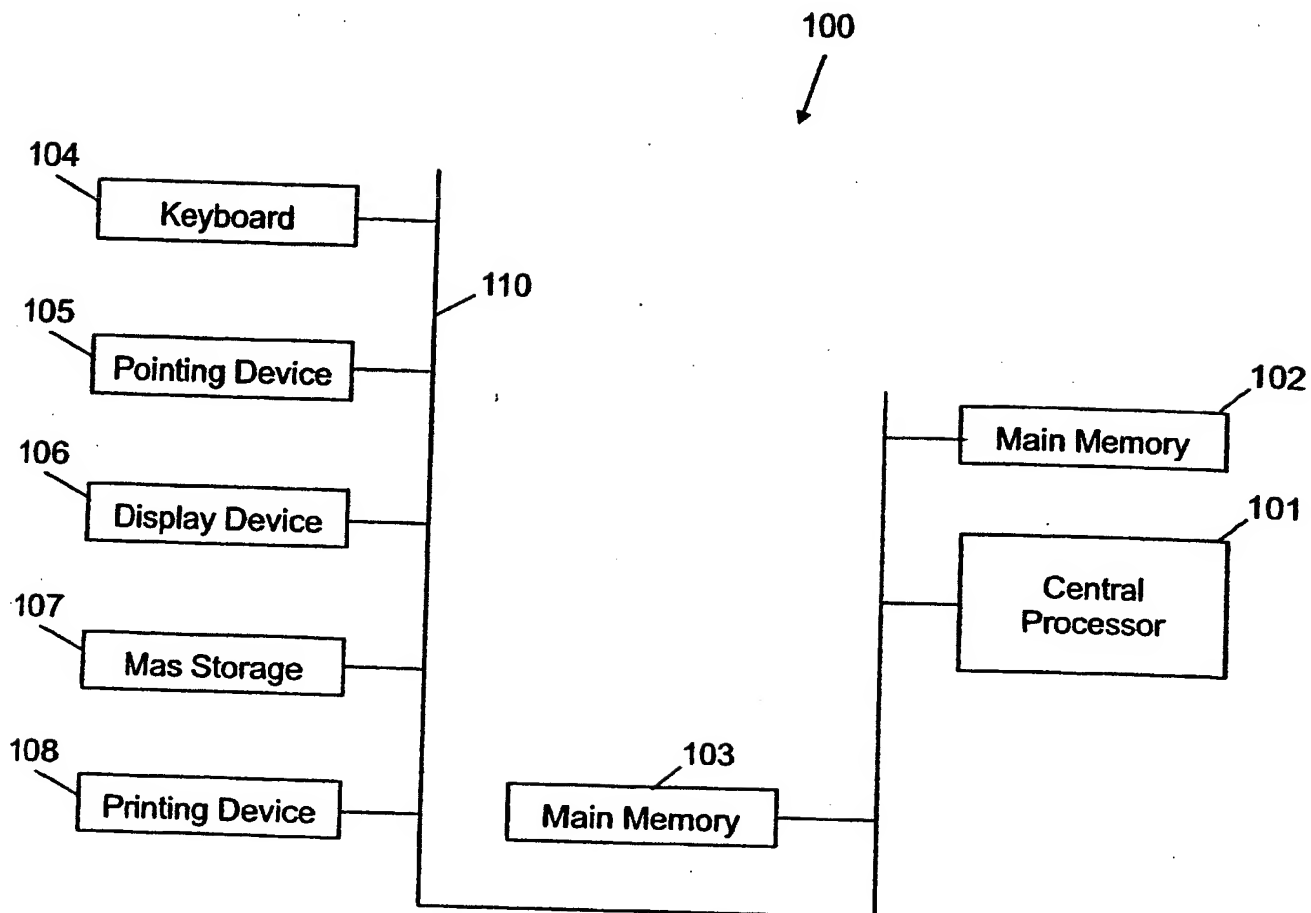 100
104
Keyboard
110
105
Pointing Device
102
Main Memory
106
Display Device
101
Central
Processor
107
Mas Storage
103
108
Printing Device
Main Memory